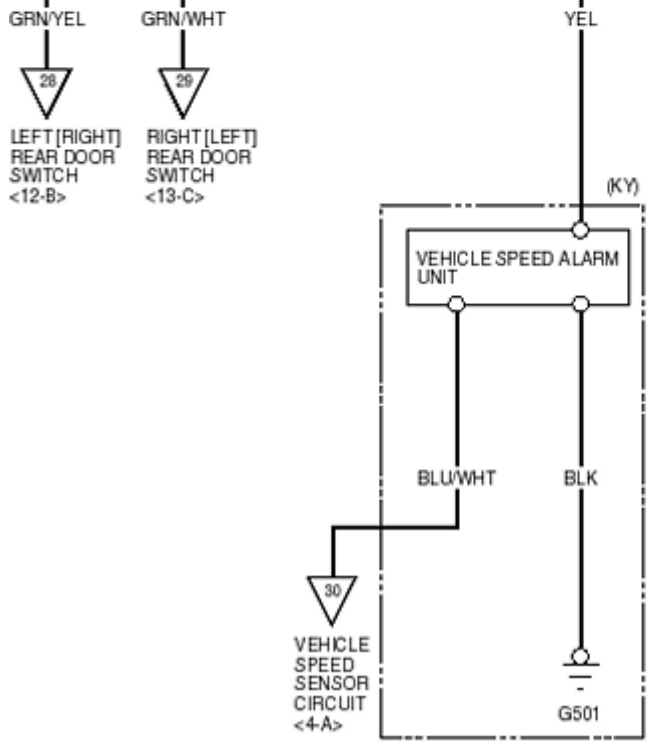 GRN/YEL
GRN/WHT
YEL
28
29
LEFT [RIGHT]
REAR DOOR
SWITCH
<12-B>
RIGHT [LEFT]
REAR DOOR
SWITCH
<13-C>
(KY)
VEHICLE SPEED ALARM
UNIT
BLU/WHT
BLK
30
VEHICLE
SPEED
SENSOR
CIRCUIT
<4-A>
G501